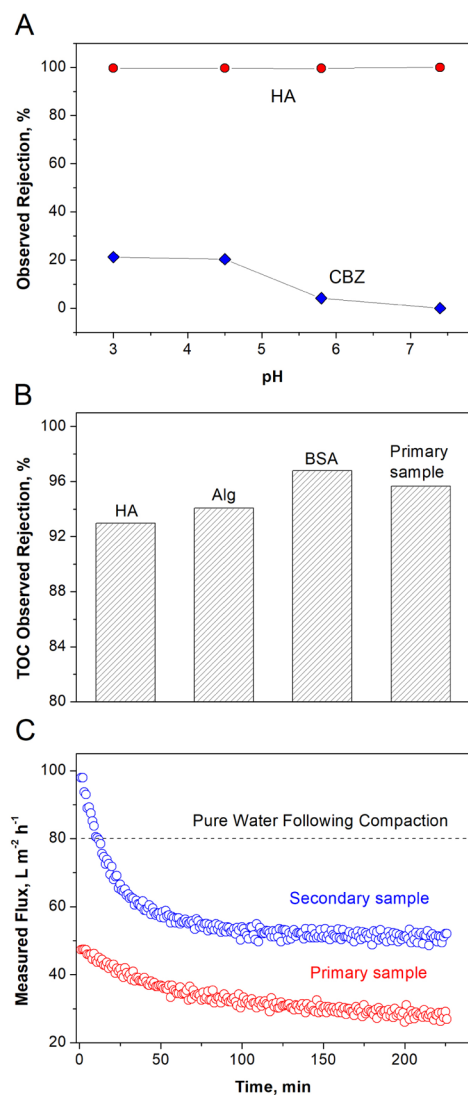 A
Observed Rejection, %
100
80
60
40
20
0
HA
CBZ
3
4
5
6
7
pH
B
TOC Observed Rejection, %
100
96
92
88
84
80
HA
Alg
BSA
Primary
sample
C
Measured Flux, L m⁻² h⁻¹
100
80
60
40
20
Pure Water Following Compaction
Secondary sample
Primary sample
0
50
100
150
200
Time, min